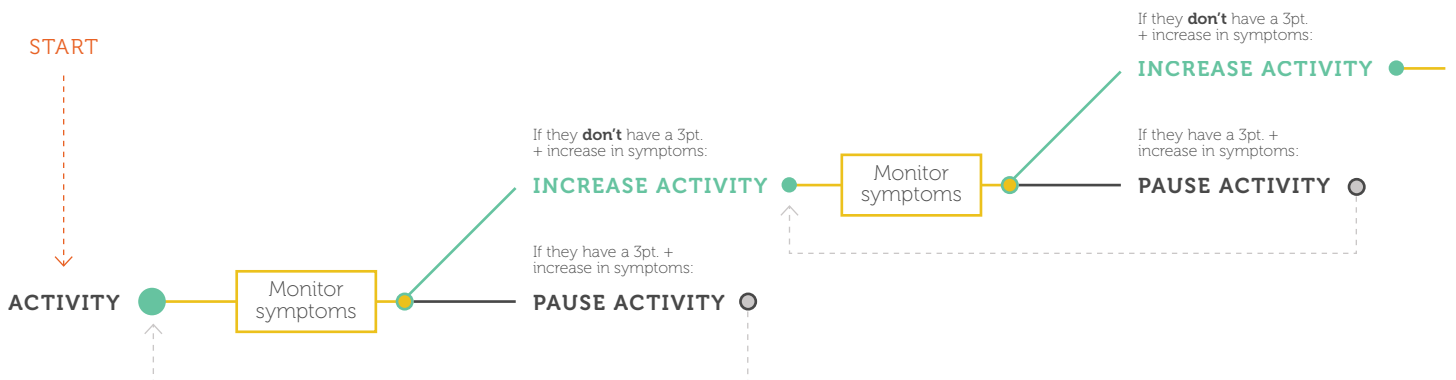 START
ACTIVITY
Monitor
symptoms
If they don't have a 3pt.
+ increase in symptoms:
INCREASE ACTIVITY
If they have a 3pt. +
increase in symptoms:
PAUSE ACTIVITY
Monitor
symptoms
If they don't have a 3pt.
+ increase in symptoms:
INCREASE ACTIVITY
If they have a 3pt. +
increase in symptoms:
PAUSE ACTIVITY